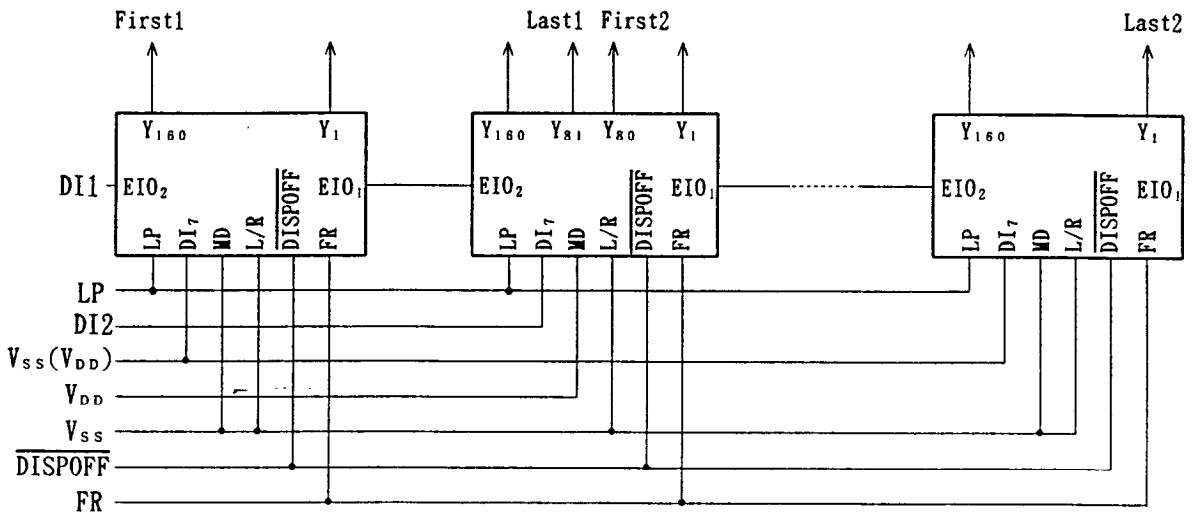 First1 Last1 First2 Last2
Y160 Y1 Y160 Y81 Y80 Y1 Y160 Y1
DI1 EIO2 EIO1 EIO2 EIO1 EIO2 EIO1
LP DI7 MD L/R DISPOFF FR LP DI7 MD L/R DISPOFF FR LP DI7 MD L/R DISPOFF FR
LP
DI2
VSS(VDD)
VDD
VSS
DISPOFF
FR